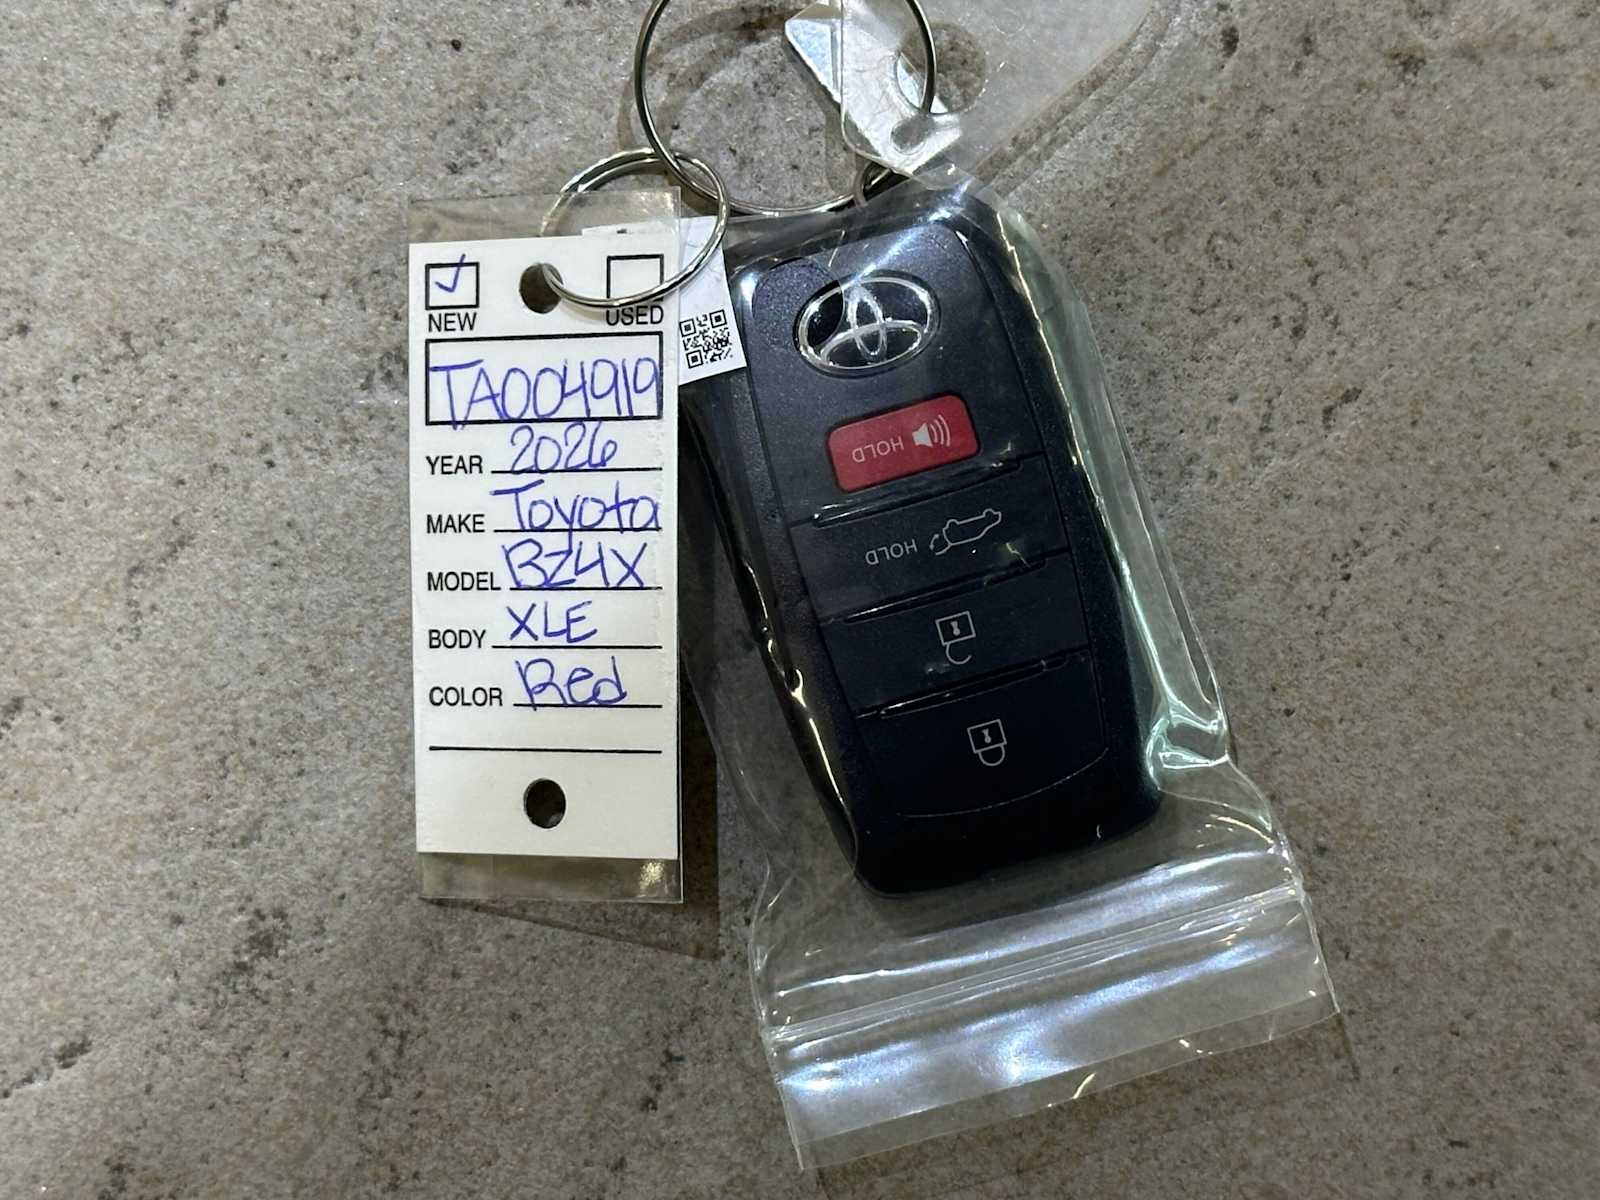 NEW USED
TA004919
YEAR 2026
MAKE Toyota
MODEL BZ4X
BODY XLE
COLOR Red
HOLD
HOLD